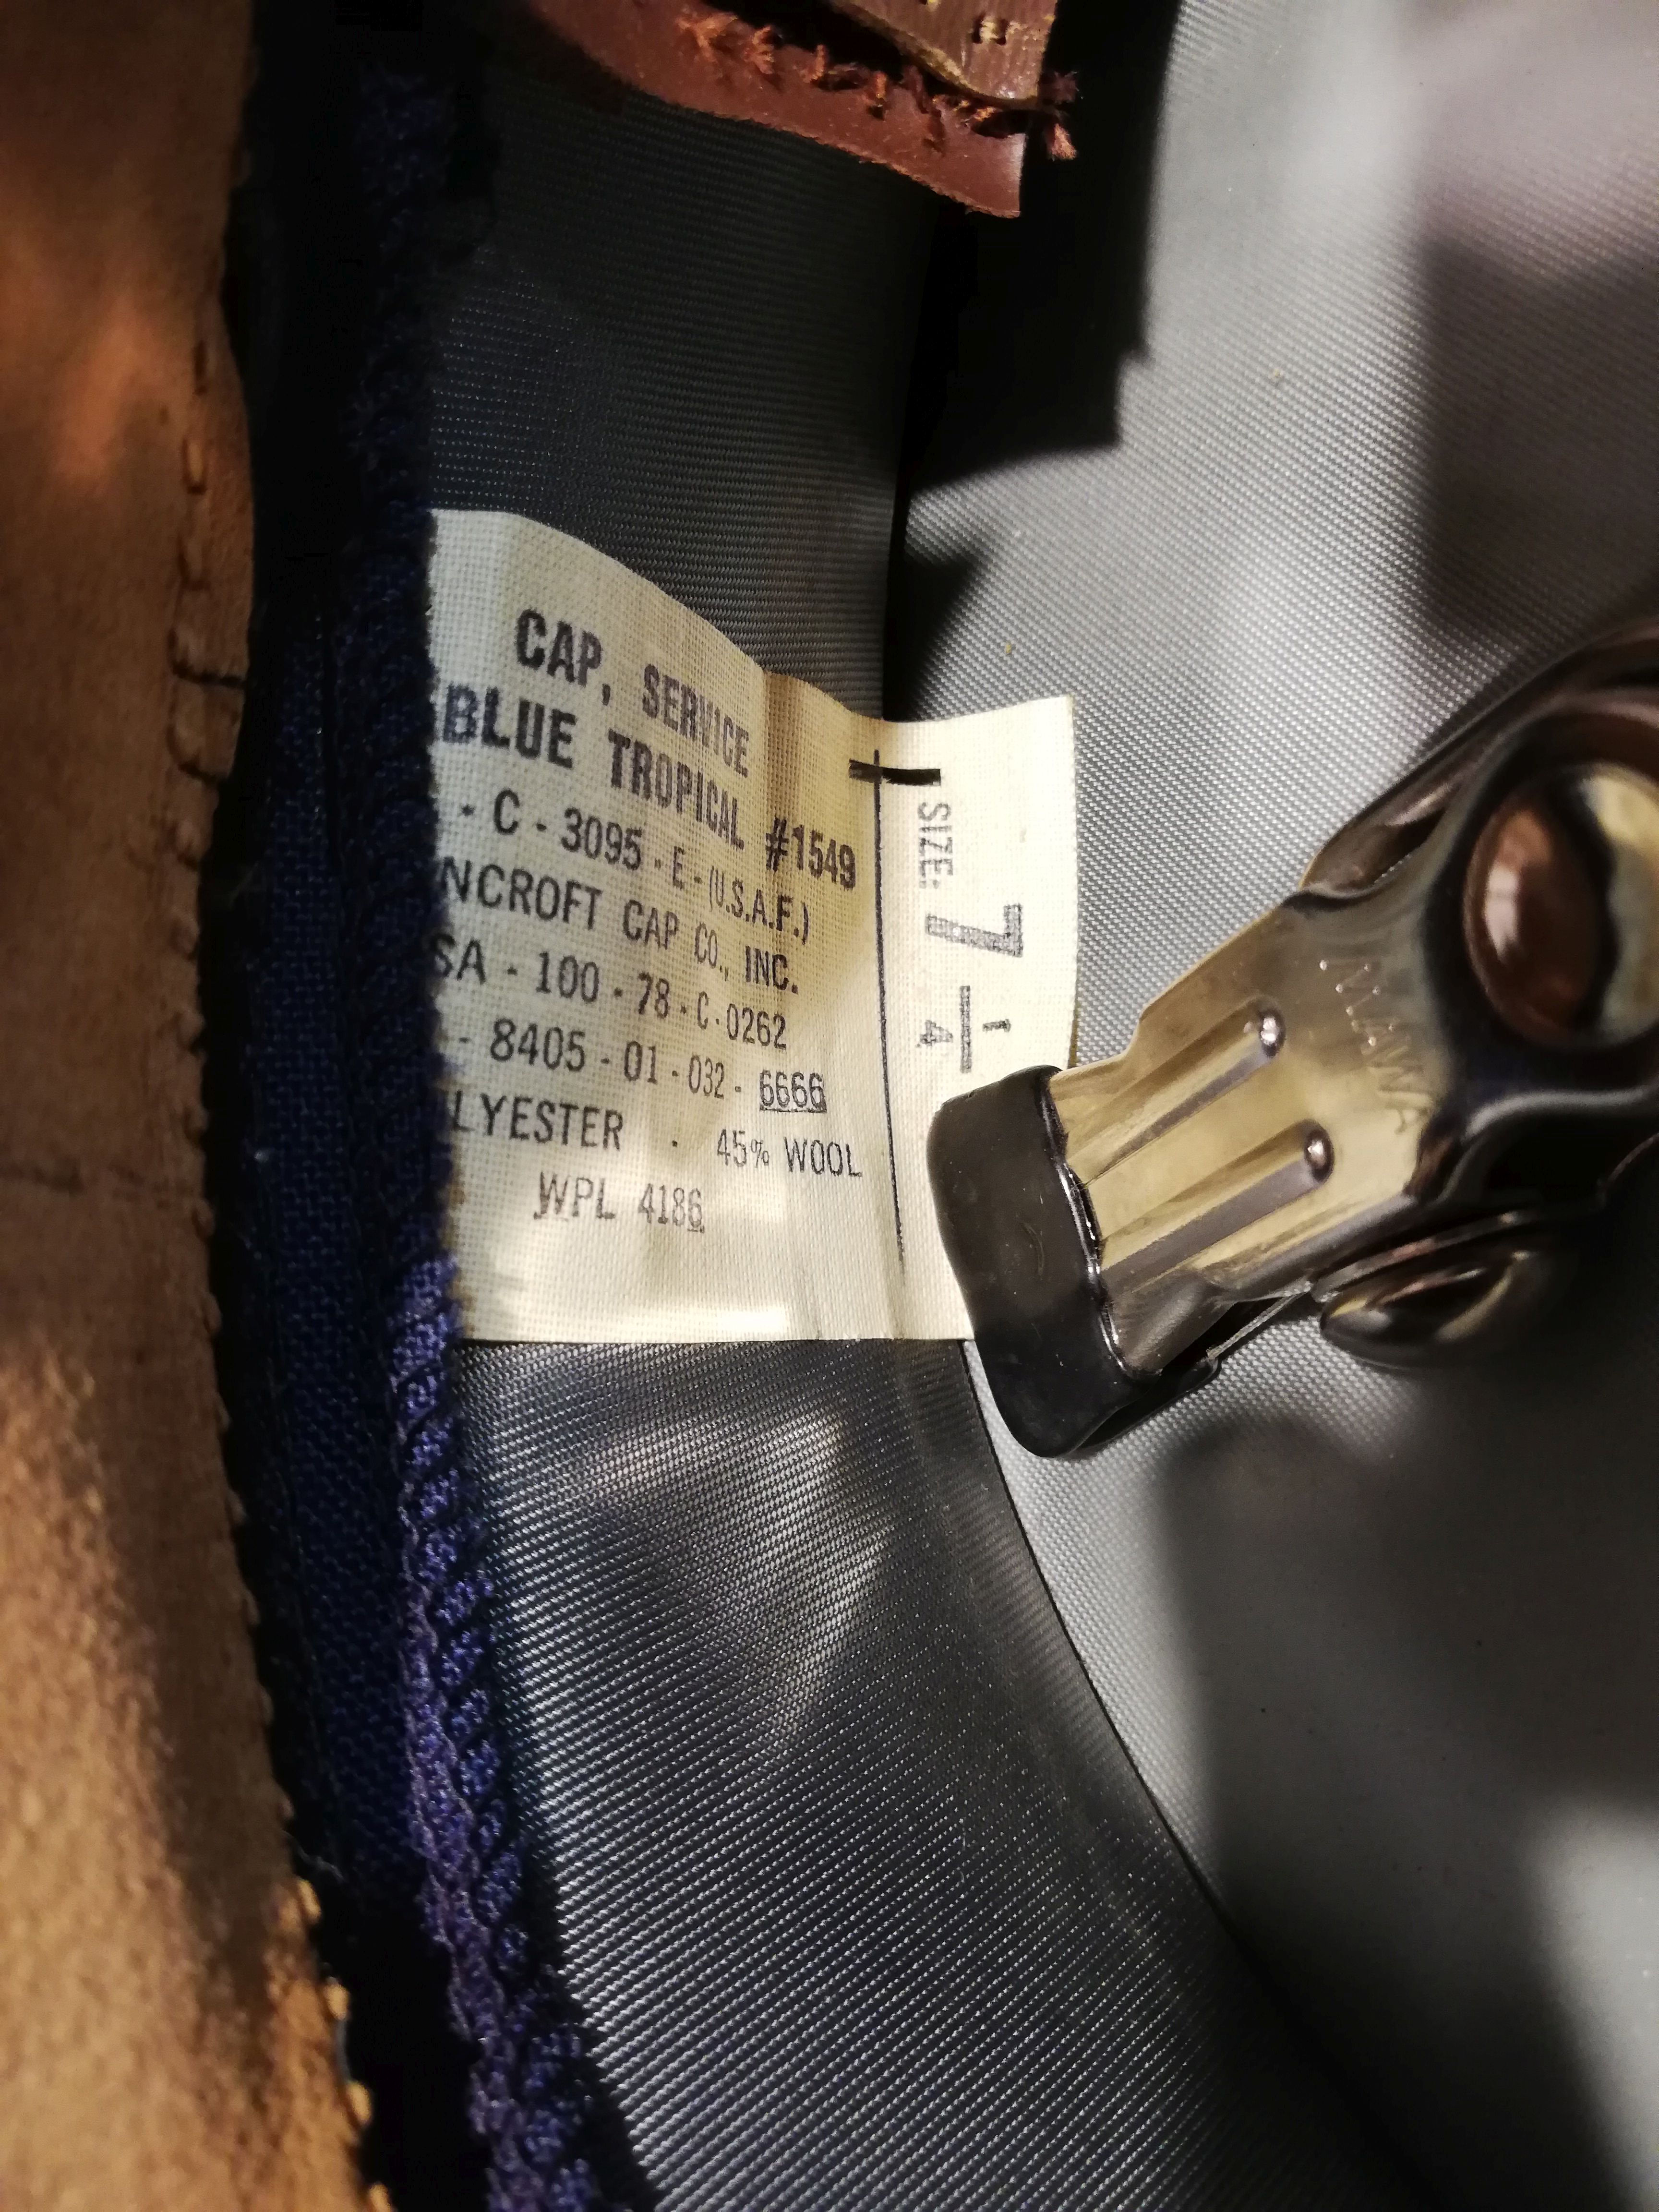 CAP, SERVICE
BLUE TROPICAL #1549
- C - 3095 - E - (U.S.A.F.)
NCROFT CAP CO., INC.
SA - 100 - 78 - C - 0262
- 8405 - 01 - 032 - 6666
LYESTER · 45% WOOL
WPL 4186
SIZE: 7 1/4
MAWA